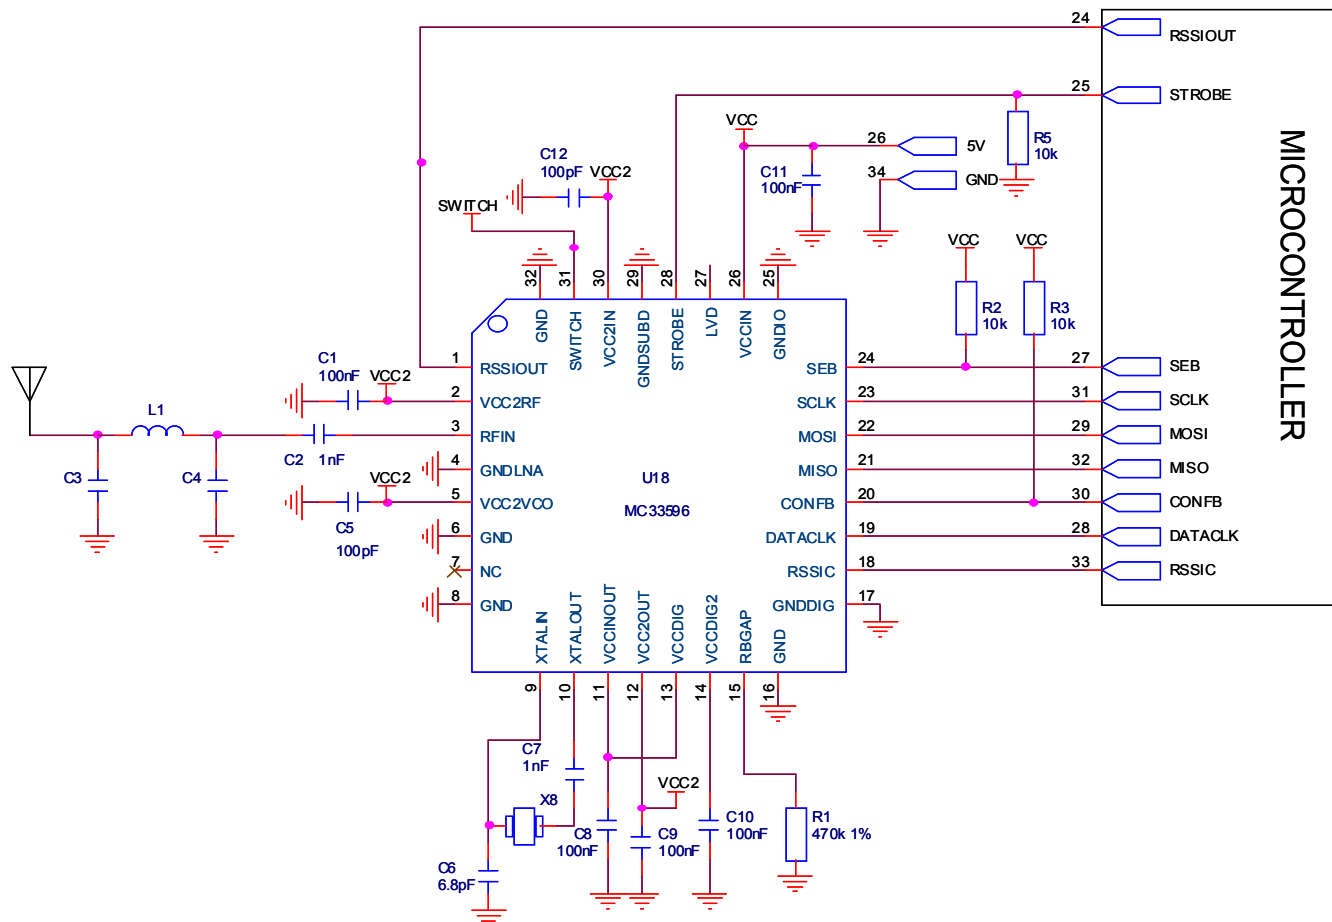 24
RSSIOUT
25
STROBE
VCC
26
5V
R5
10k
C12
100pF
VCC2
C11
100nF
34
GND
SWITCH
VCC
VCC
32
31
30
29
28
27
26
25
R2
10k
R3
10k
GND
SWITCH
VCC2IN
GNDSUBD
STROBE
LVD
VCCIN
GNDIO
MICROCONTROLLER
C1
100nF
VCC2
1
RSSIOUT
SEB
24
27
SEB
2
VCC2RF
SCLK
23
31
SCLK
L1
3
RFIN
MOSI
22
29
MOSI
C2
1nF
4
GNDLNA
MISO
21
32
MISO
C3
C4
VCC2
U18
5
VCC2VCO
CONFB
20
30
CONFB
MC33596
C5
100pF
6
GND
DATACLK
19
28
DATACLK
7
NC
RSSIC
18
33
RSSIC
8
GND
GNDDIG
17
XTALIN
XTALOUT
VCCINOUT
VCC2OUT
VCCDIG
VCCDIG2
RBGAP
GND
9
10
11
12
13
14
15
16
C7
1nF
VCC2
X8
C8
100nF
C9
100nF
C10
100nF
R1
470k 1%
C6
6.8pF